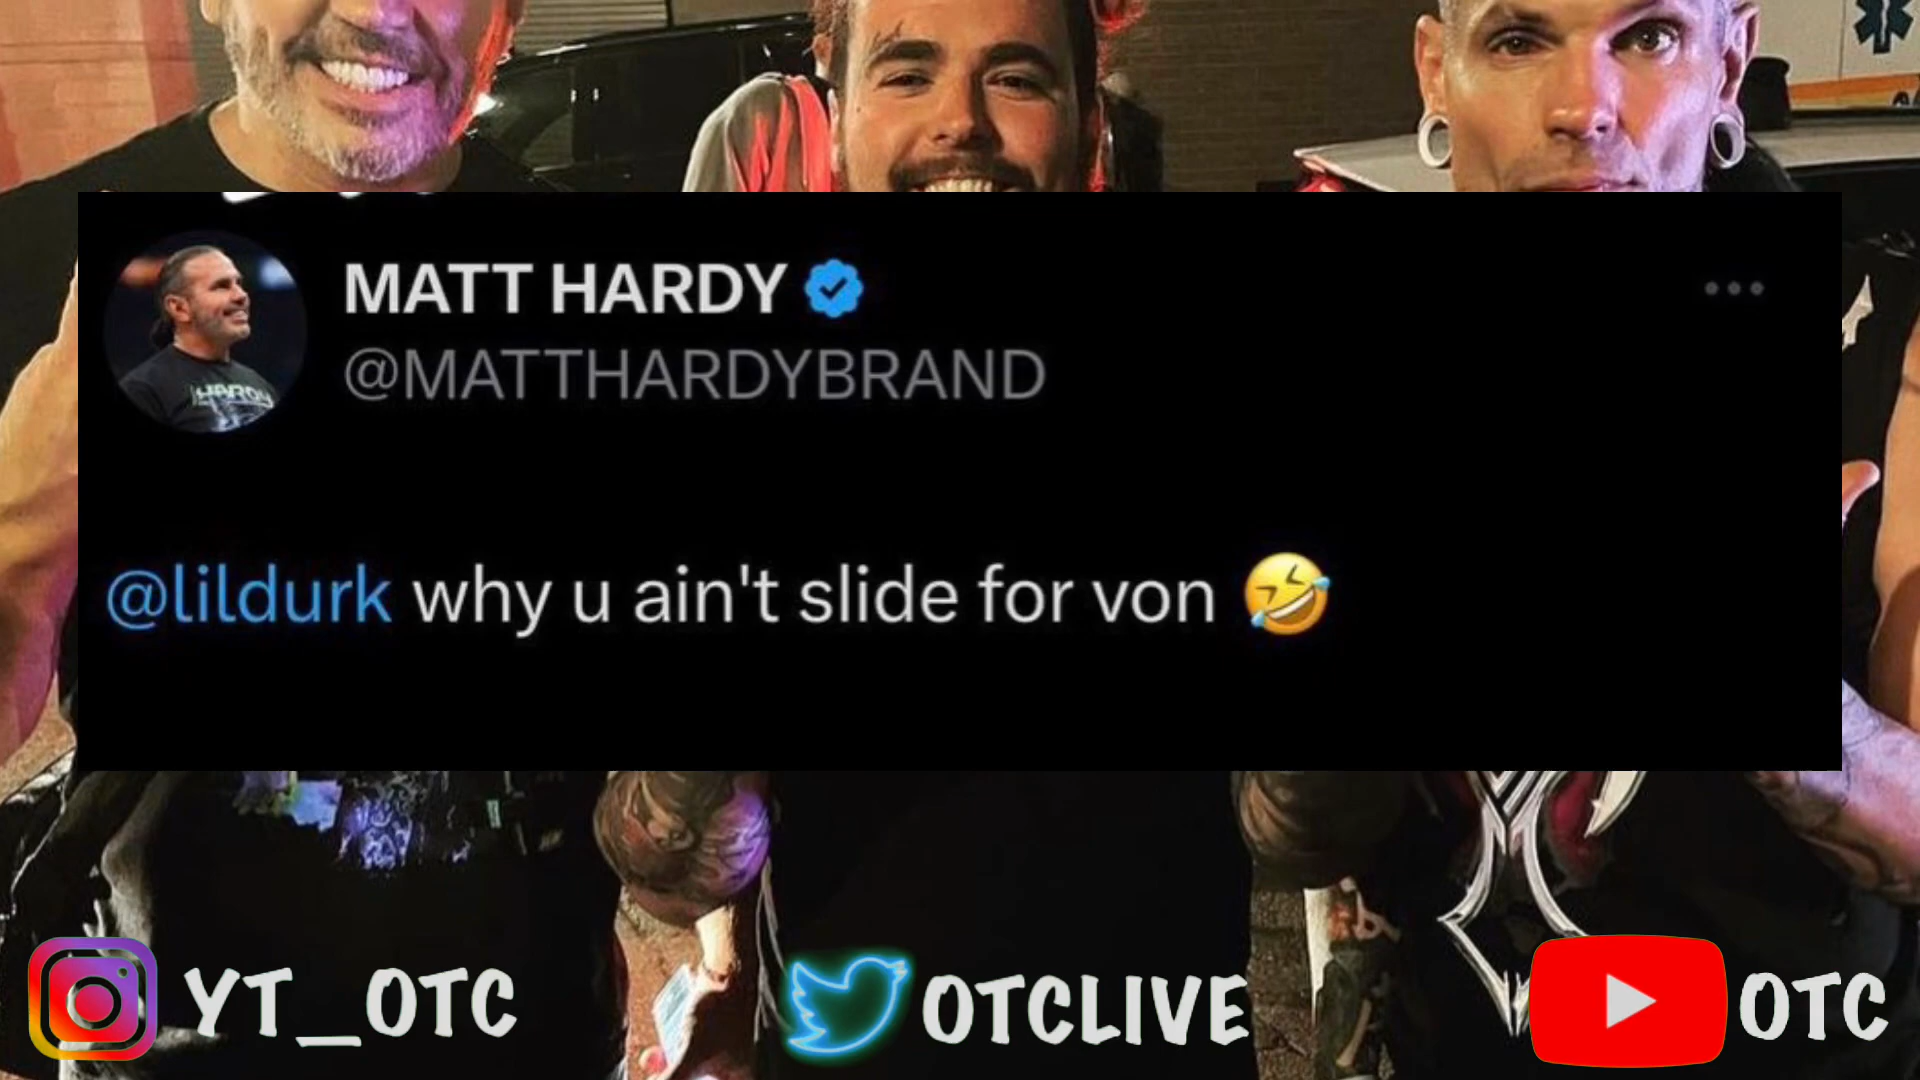 MATT HARDY
@MATTHARDYBRAND
@lildurk why u ain't slide for von 🤣
YT_OTC
OTCLIVE
OTC